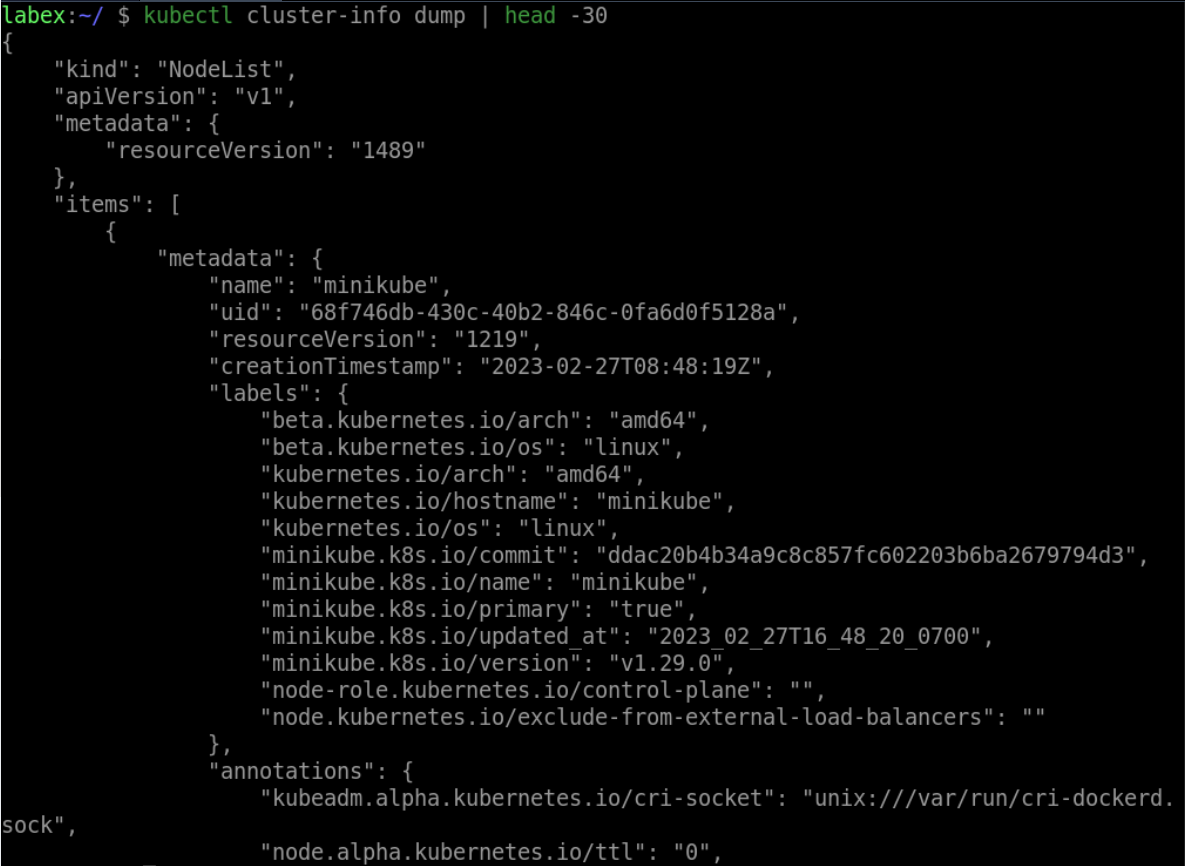 labex:~/ $ kubectl cluster-info dump | head -30
{
    "kind": "NodeList",
    "apiVersion": "v1",
    "metadata": {
        "resourceVersion": "1489"
    },
    "items": [
        {
            "metadata": {
                "name": "minikube",
                "uid": "68f746db-430c-40b2-846c-0fa6d0f5128a",
                "resourceVersion": "1219",
                "creationTimestamp": "2023-02-27T08:48:19Z",
                "labels": {
                    "beta.kubernetes.io/arch": "amd64",
                    "beta.kubernetes.io/os": "linux",
                    "kubernetes.io/arch": "amd64",
                    "kubernetes.io/hostname": "minikube",
                    "kubernetes.io/os": "linux",
                    "minikube.k8s.io/commit": "ddac20b4b34a9c8c857fc602203b6ba2679794d3",
                    "minikube.k8s.io/name": "minikube",
                    "minikube.k8s.io/primary": "true",
                    "minikube.k8s.io/updated_at": "2023_02_27T16_48_20_0700",
                    "minikube.k8s.io/version": "v1.29.0",
                    "node-role.kubernetes.io/control-plane": "",
                    "node.kubernetes.io/exclude-from-external-load-balancers": ""
                },
                "annotations": {
                    "kubeadm.alpha.kubernetes.io/cri-socket": "unix:///var/run/cri-dockerd.
sock",
                    "node.alpha.kubernetes.io/ttl": "0",